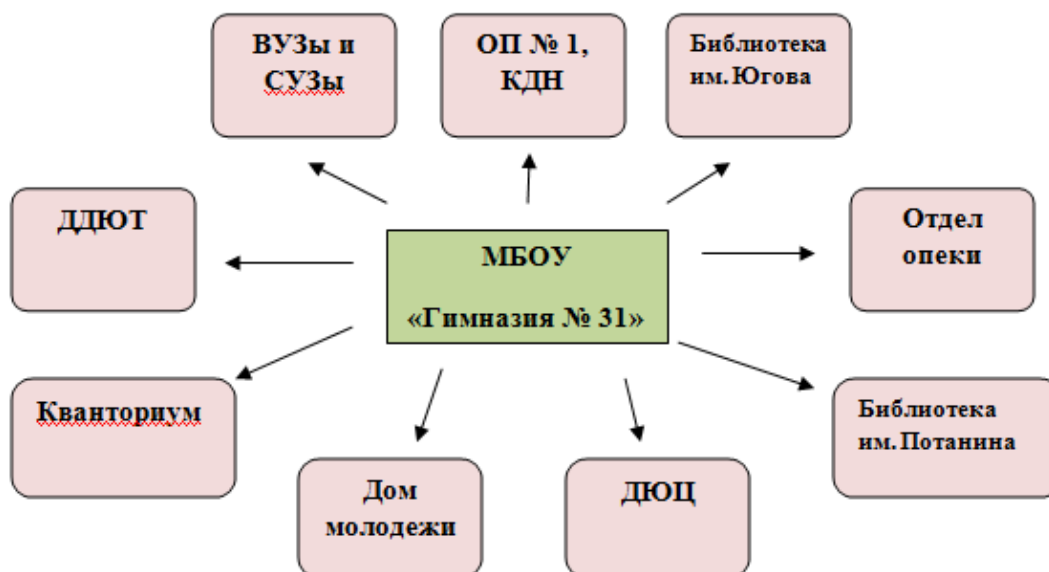 ВУЗы и
СУЗы
ОП № 1,
КДН
Библиотека
им. Югова
ДДЮТ
МБОУ
«Гимназия № 31»
Отдел
опеки
Кванториум
Дом
молодежи
ДЮЦ
Библиотека
им. Потанина